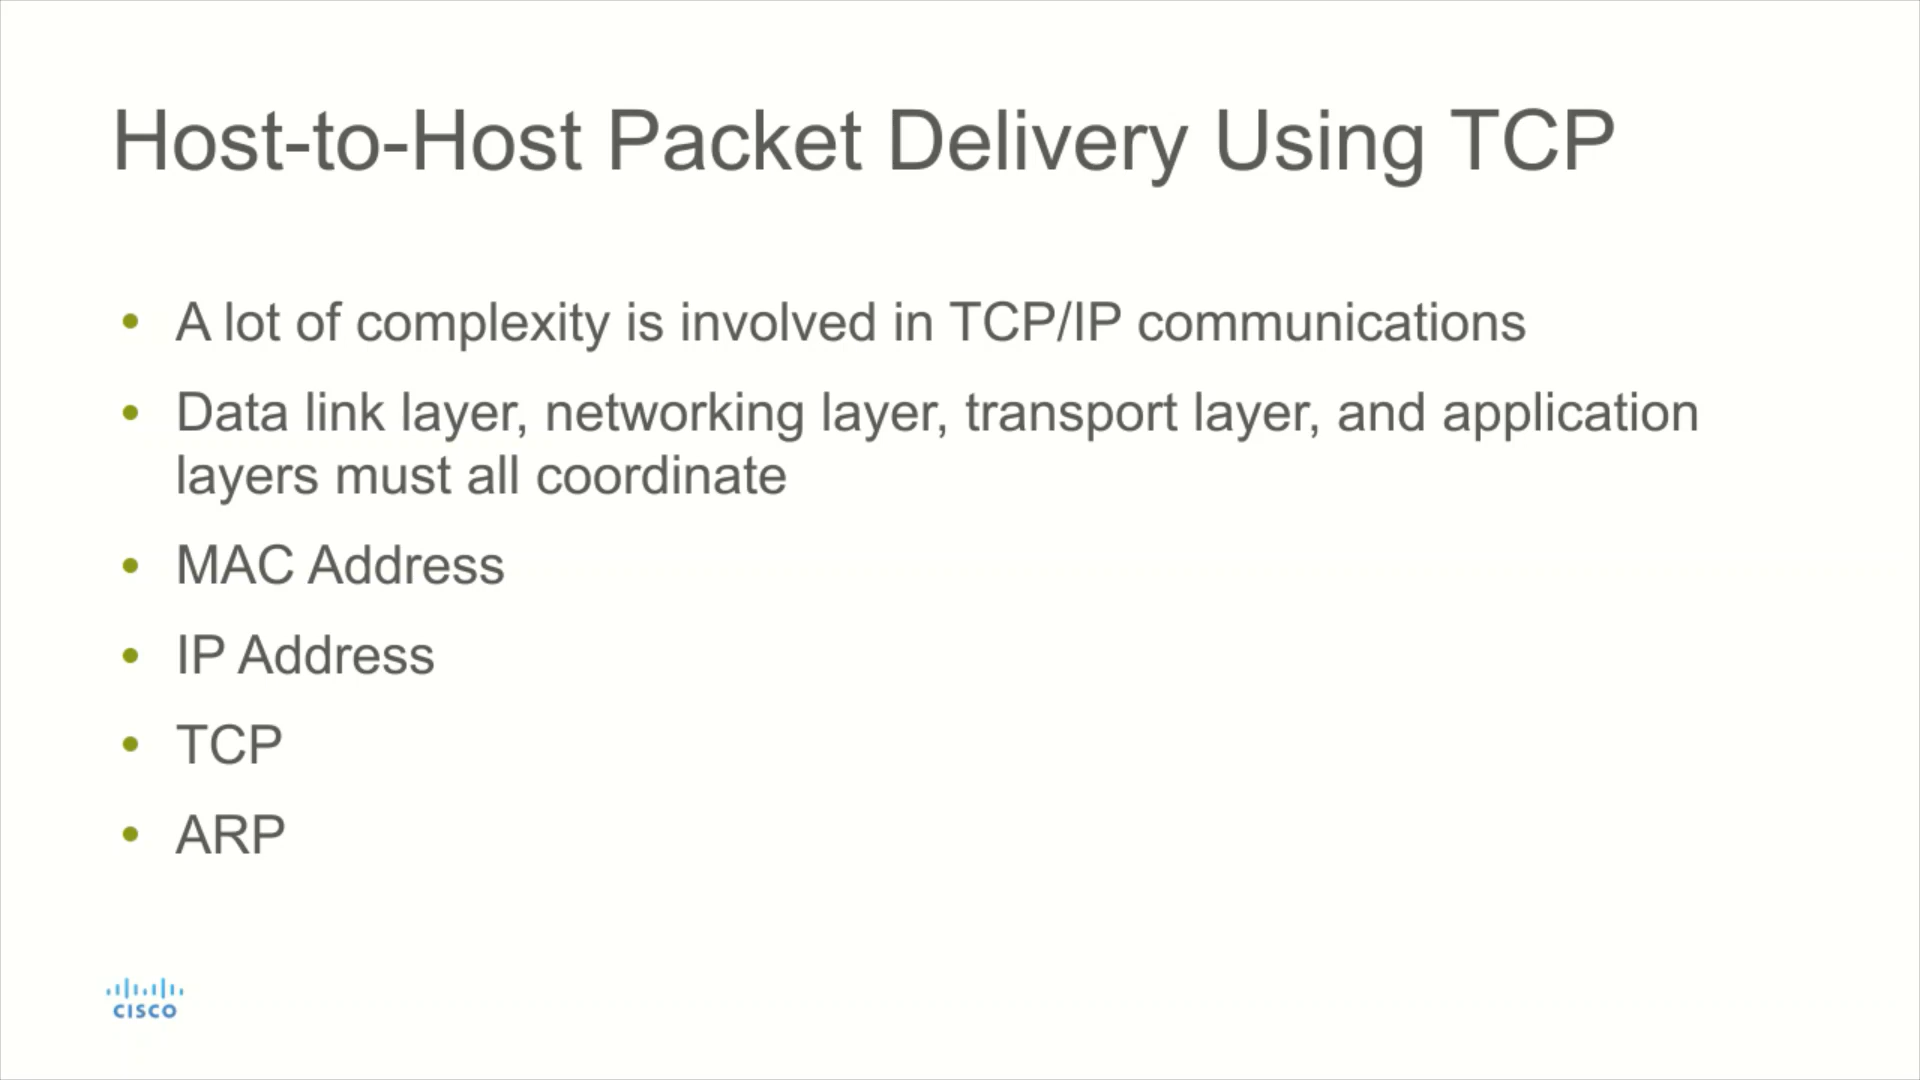 Host-to-Host Packet Delivery Using TCP
• A lot of complexity is involved in TCP/IP communications
• Data link layer, networking layer, transport layer, and application
layers must all coordinate
• MAC Address
• IP Address
• TCP
• ARP
CISCO